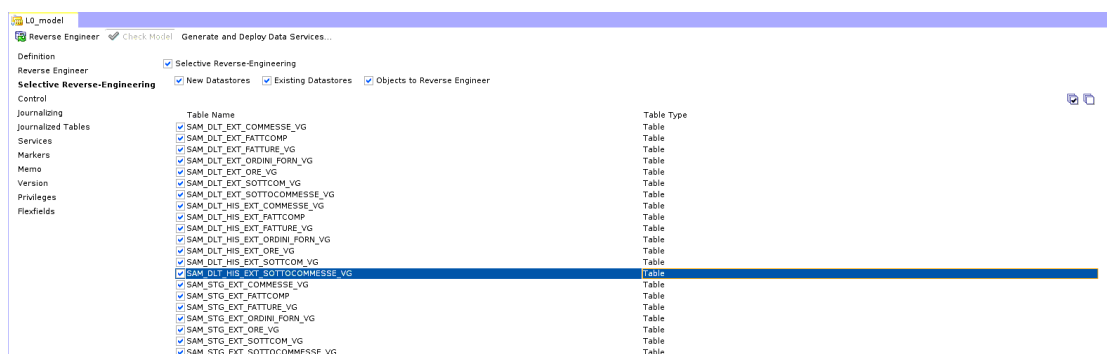 L0_model
Reverse Engineer Check Model Generate and Deploy Data Services...
Definition
Reverse Engineer
Selective Reverse-Engineering
Control
Journalizing
Journalized Tables
Services
Markers
Memo
Version
Privileges
Flexfields
Selective Reverse-Engineering
New Datastores Existing Datastores Objects to Reverse Engineer
Table Name Table Type
SAM_DLT_EXT_COMMESSE_VG Table
SAM_DLT_EXT_FATTCOMP Table
SAM_DLT_EXT_FATTURE_VG Table
SAM_DLT_EXT_ORDINI_FORN_VG Table
SAM_DLT_EXT_ORE_VG Table
SAM_DLT_EXT_SOTTCOM_VG Table
SAM_DLT_EXT_SOTTOCOMMESSE_VG Table
SAM_DLT_HIS_EXT_COMMESSE_VG Table
SAM_DLT_HIS_EXT_FATTCOMP Table
SAM_DLT_HIS_EXT_FATTURE_VG Table
SAM_DLT_HIS_EXT_ORDINI_FORN_VG Table
SAM_DLT_HIS_EXT_ORE_VG Table
SAM_DLT_HIS_EXT_SOTTCOM_VG Table
SAM_DLT_HIS_EXT_SOTTOCOMMESSE_VG Table
SAM_STG_EXT_COMMESSE_VG Table
SAM_STG_EXT_FATTCOMP Table
SAM_STG_EXT_FATTURE_VG Table
SAM_STG_EXT_ORDINI_FORN_VG Table
SAM_STG_EXT_ORE_VG Table
SAM_STG_EXT_SOTTCOM_VG Table
SAM_STG_EXT_SOTTOCOMMESSE_VG Table